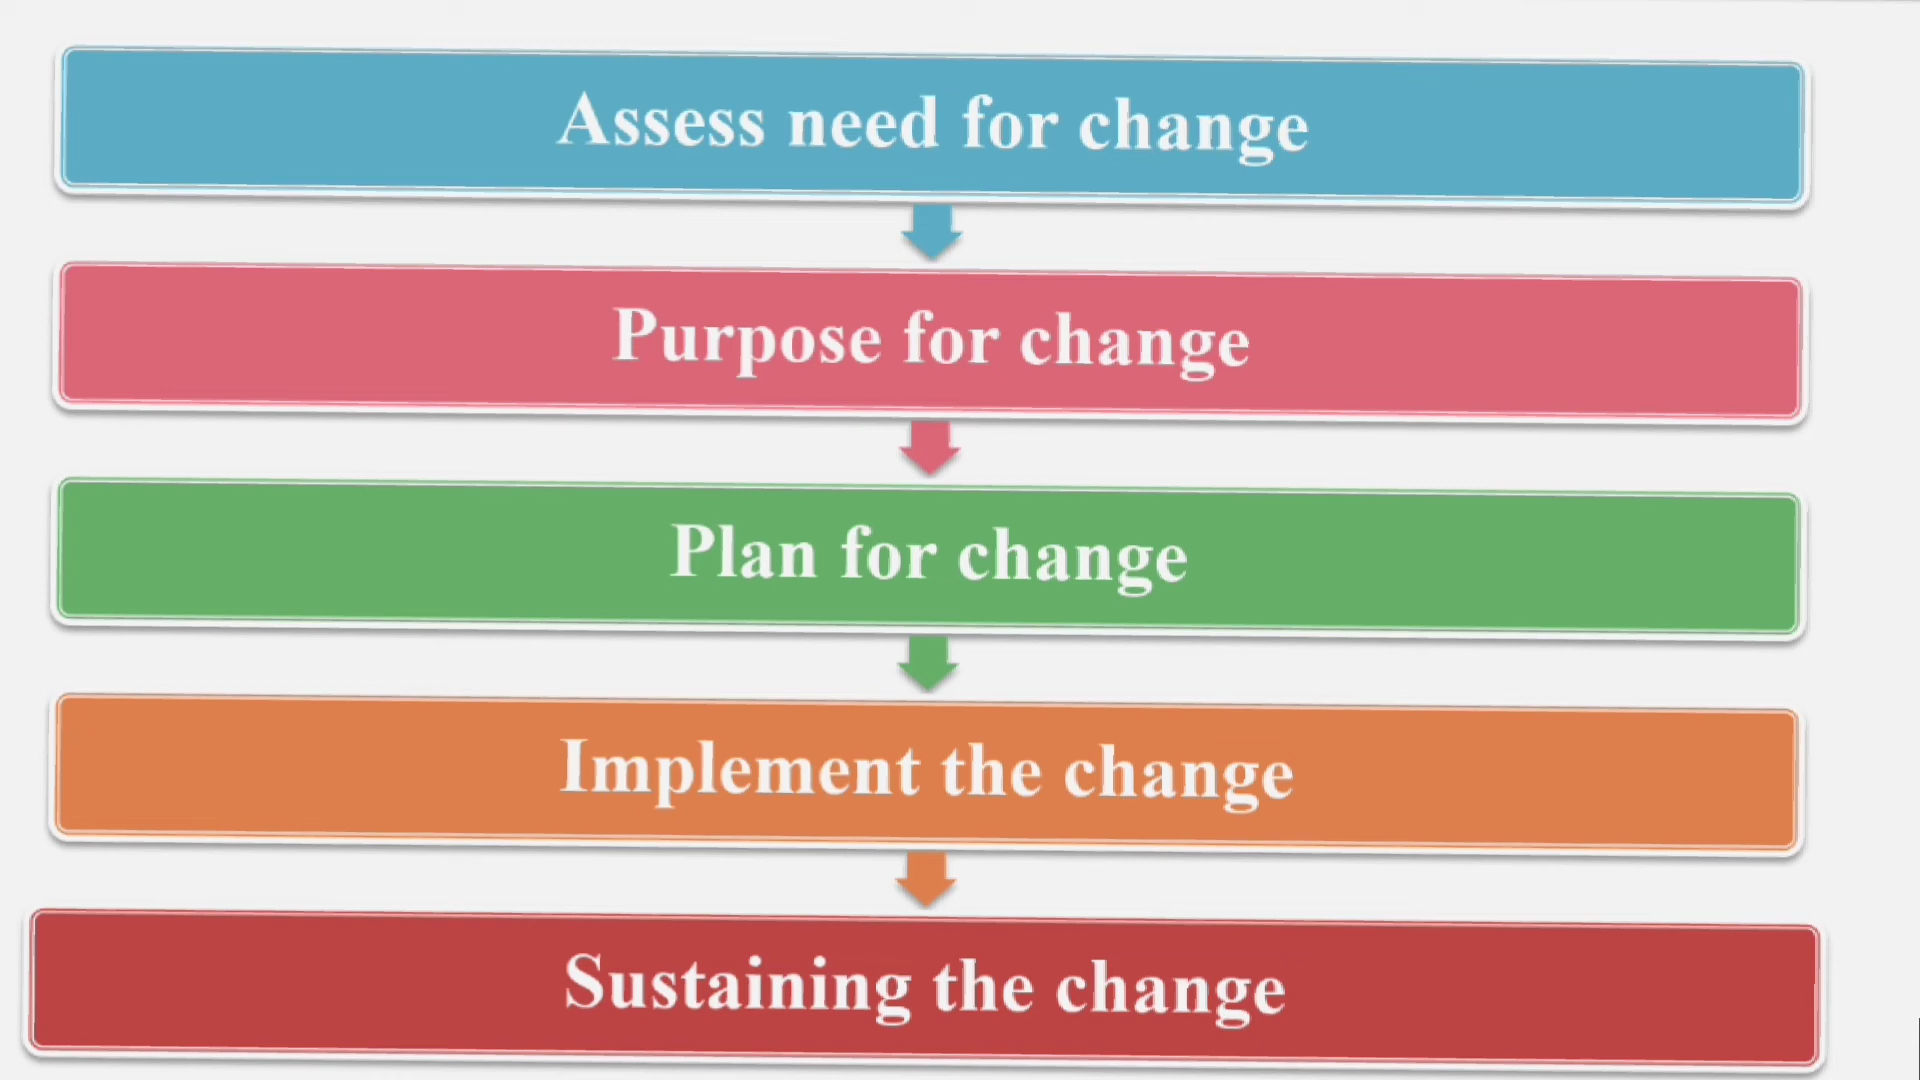 Assess need for change
Purpose for change
Plan for change
Implement the change
Sustaining the change